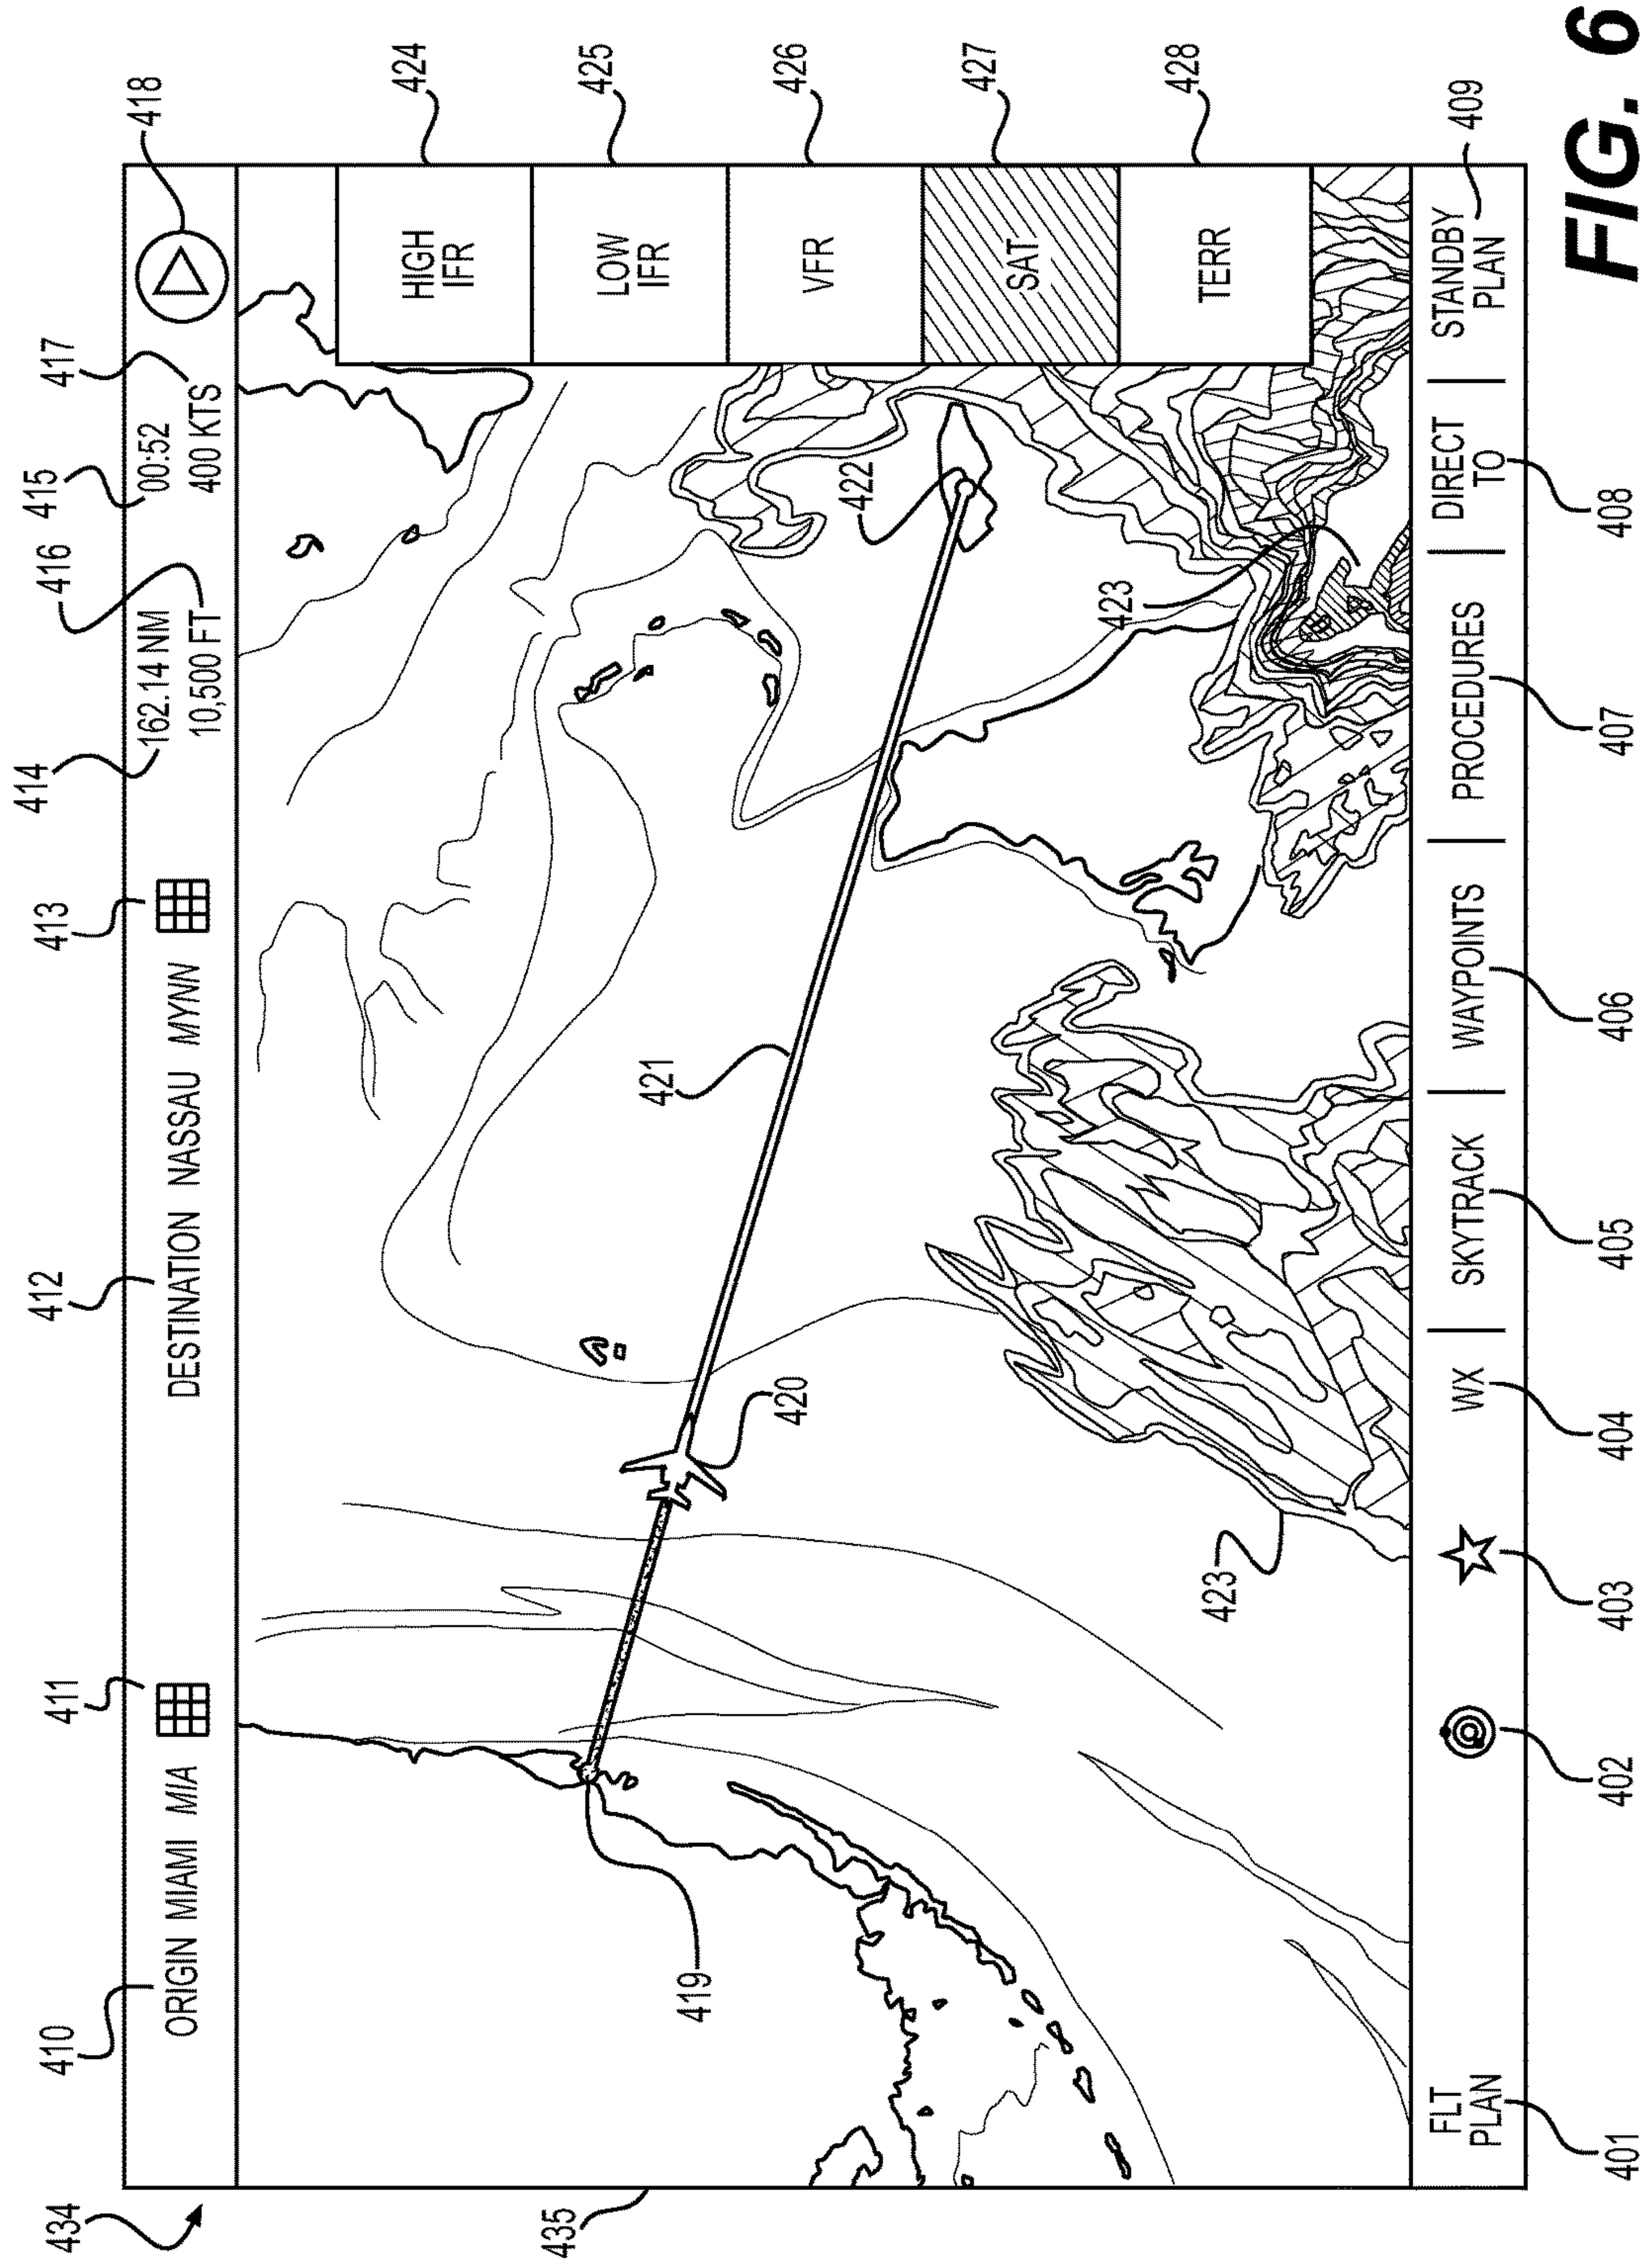 434
410
411
412
413
414
416
415
417
418
ORIGIN MIAMI MIA
DESTINATION NASSAU MYNN
162.14 NM
00:52
10,500 FT
400 KTS
424
HIGH
IFR
425
LOW
IFR
426
VFR
427
SAT
428
TERR
435
419
420
421
422
423
423
FLT
PLAN
WX
SKYTRACK
WAYPOINTS
PROCEDURES
DIRECT
TO
STANDBY
PLAN
409
401
402
403
404
405
406
407
408
FIG. 6